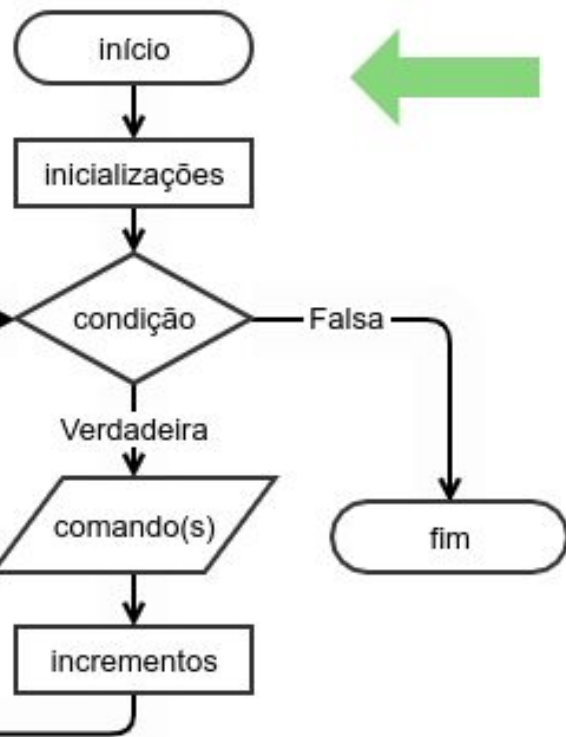 início
inicializações
condição
Falsa
Verdadeira
comando(s)
fim
incrementos